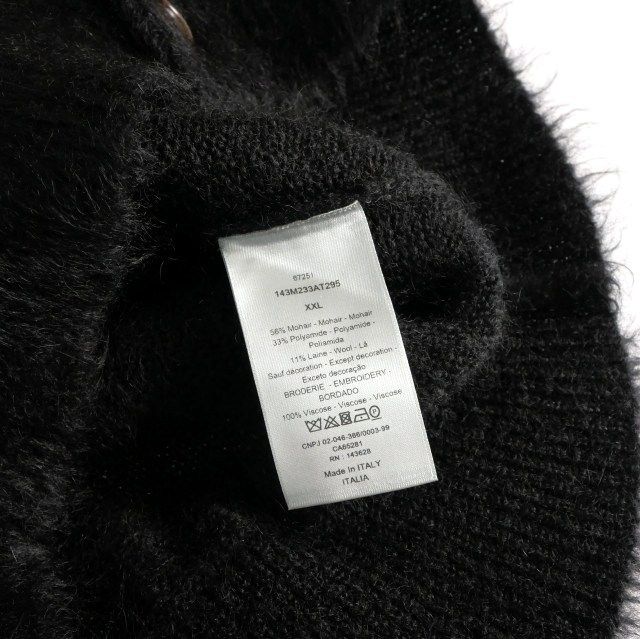 67251
143M233AT295
XXL
56% Mohair - Mohair - Mohair
33% Polyamide - Polyamide -
Poliamida
11% Laine - Wool - Lã
Sauf décoration - Except decoration -
Exceto decoração
BRODERIE - EMBROIDERY -
BORDADO
100% Viscose - Viscose - Viscose
CNPJ 02-046-386/0003-99
CA65281
RN : 143628
Made in ITALY
ITALIA